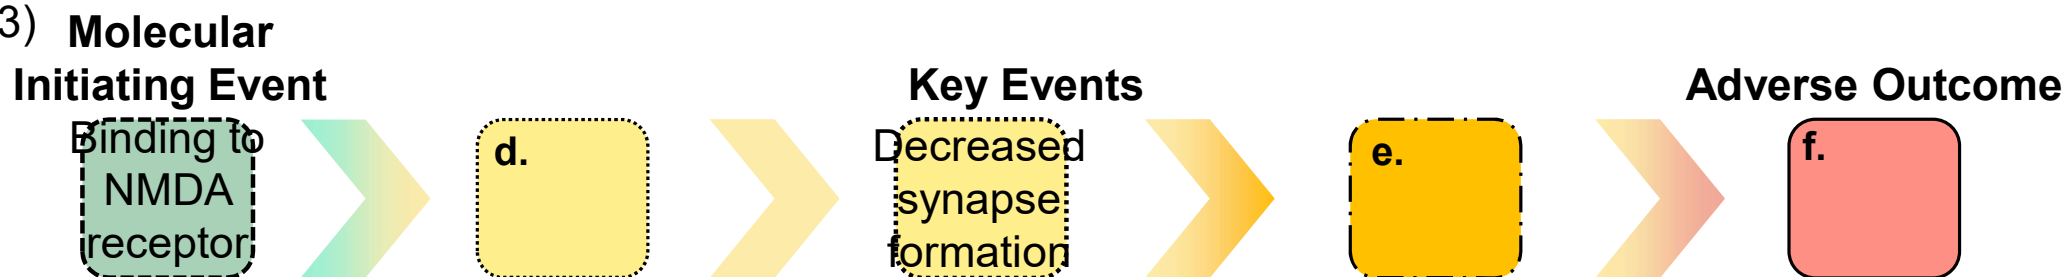 3)
Molecular
Initiating Event
Key Events
Adverse Outcome
Binding to
NMDA
receptor
d.
Decreased
synapse
formation
e.
f.